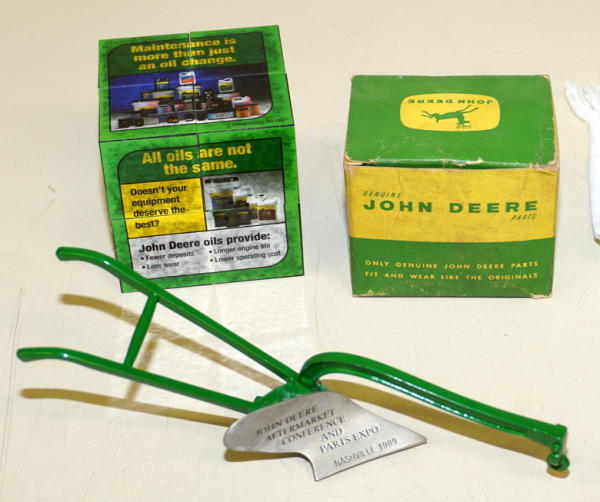 Maintenance is
more than just
an oil change.
All oils are not
the same.
Doesn't your
equipment
deserve the
best?
John Deere oils provide:
• Fewer deposits
• Longer engine life
• Less wear
• Lower operating cost
JOHN DEERE
GENUINE
JOHN DEERE
PARTS
ONLY GENUINE JOHN DEERE PARTS
FIT AND WEAR LIKE THE ORIGINALS
JOHN DEERE
AFTERMARKET
CONFERENCE
AND
PARTS EXPO
NASHVILLE 1989